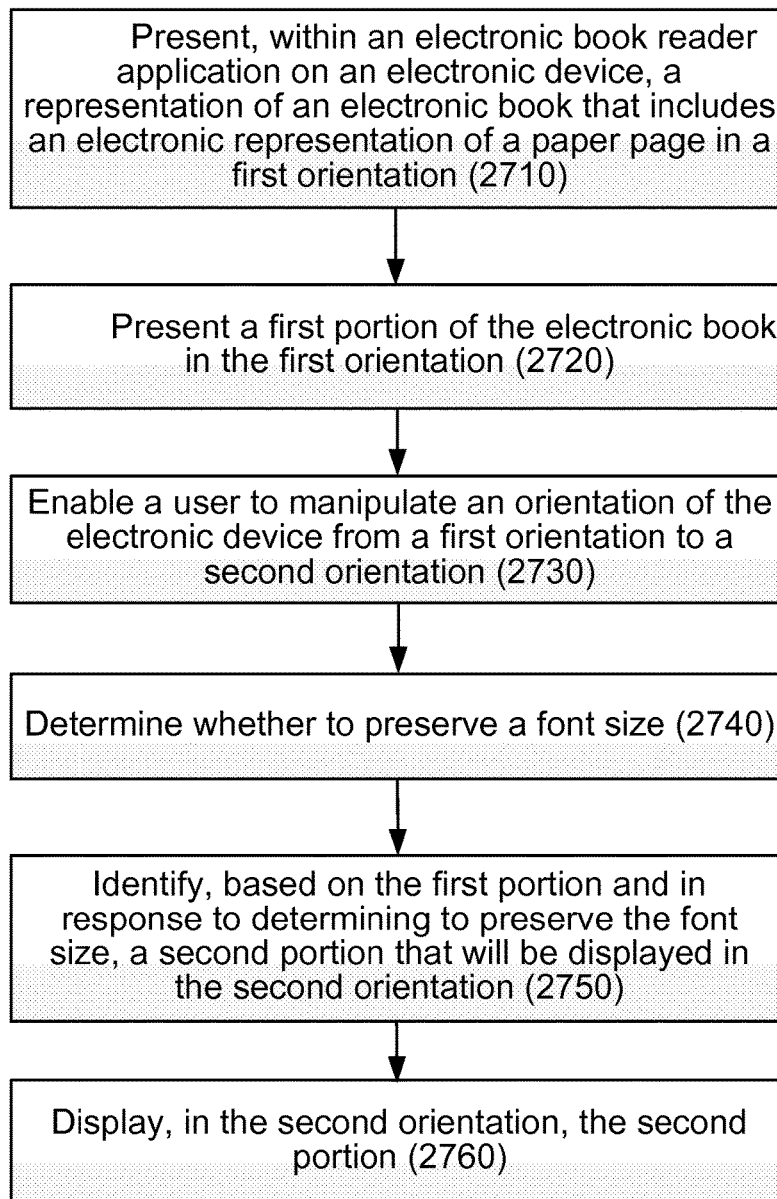 Present, within an electronic book reader
application on an electronic device, a
representation of an electronic book that includes
an electronic representation of a paper page in a
first orientation (2710)
Present a first portion of the electronic book
in the first orientation (2720)
Enable a user to manipulate an orientation of the
electronic device from a first orientation to a
second orientation (2730)
Determine whether to preserve a font size (2740)
Identify, based on the first portion and in
response to determining to preserve the font
size, a second portion that will be displayed in
the second orientation (2750)
Display, in the second orientation, the second
portion (2760)